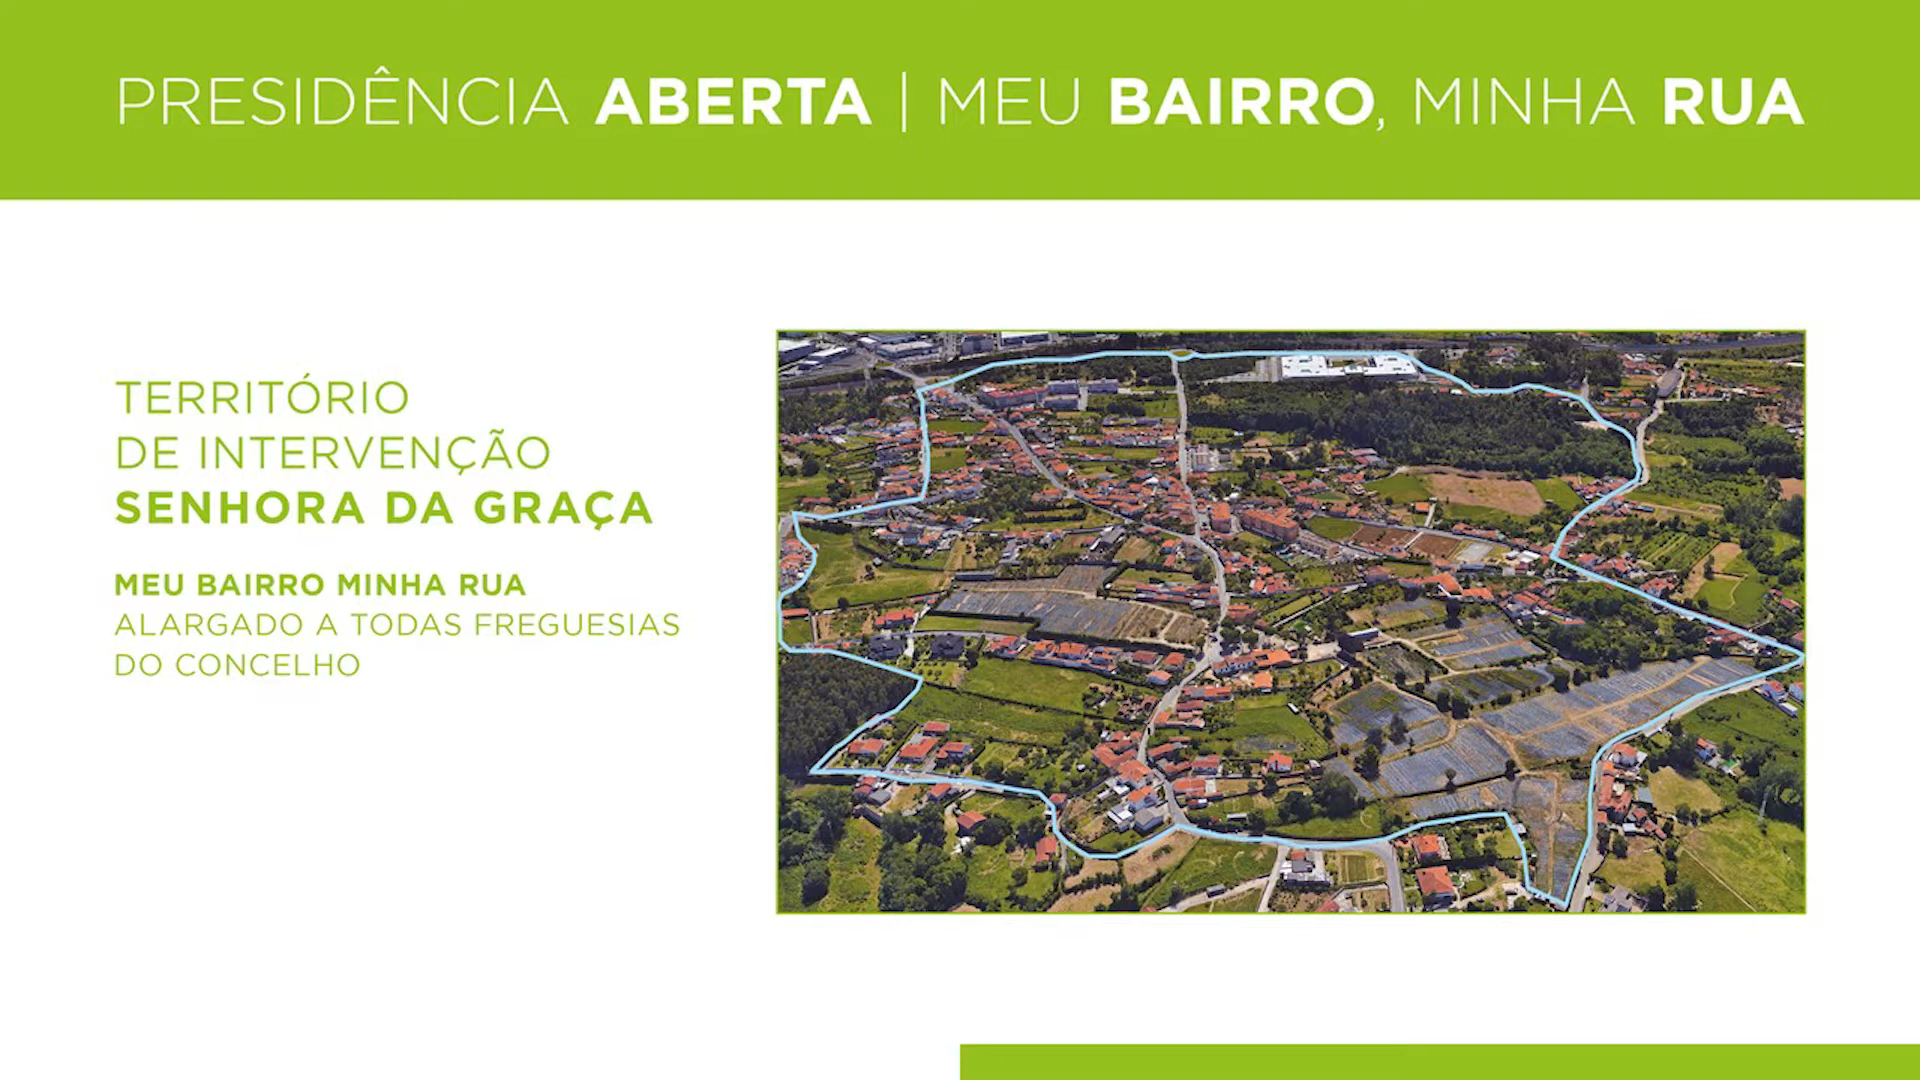 PRESIDÊNCIA ABERTA | MEU BAIRRO, MINHA RUA
TERRITÓRIO
DE INTERVENÇÃO
SENHORA DA GRAÇA
MEU BAIRRO MINHA RUA
ALARGADO A TODAS FREGUESIAS
DO CONCELHO